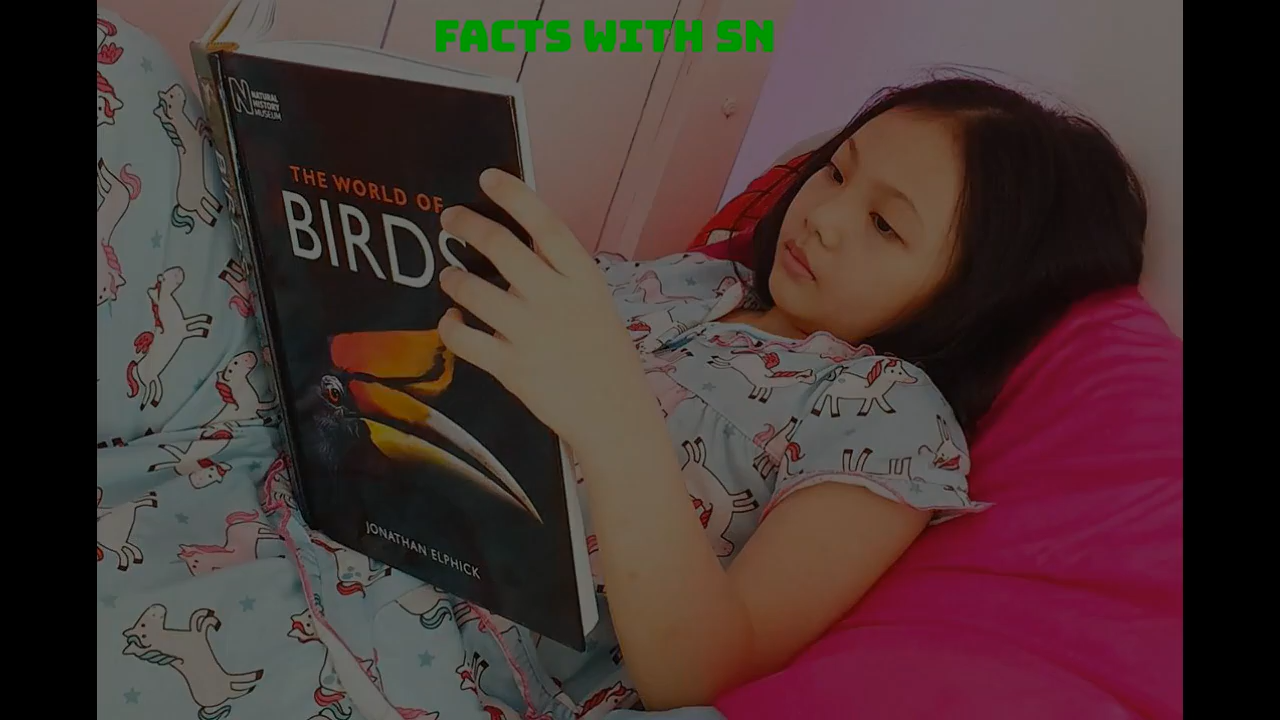 FACTS WITH SN
NATURAL
HISTORY
MUSEUM
THE WORLD OF
BIRDS
JONATHAN ELPHICK